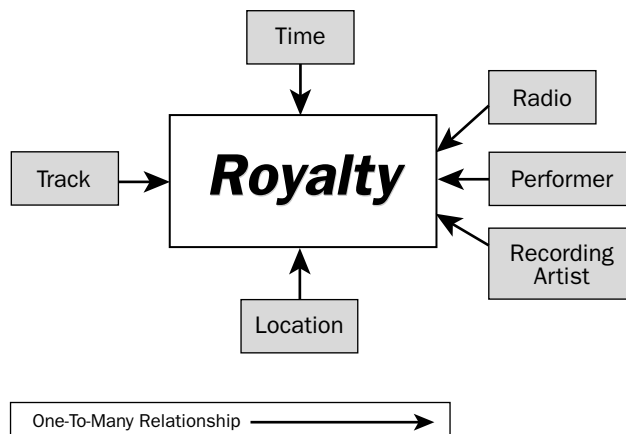 Time
Radio
Track
Royalty
Performer
Recording
Artist
Location
One-To-Many Relationship